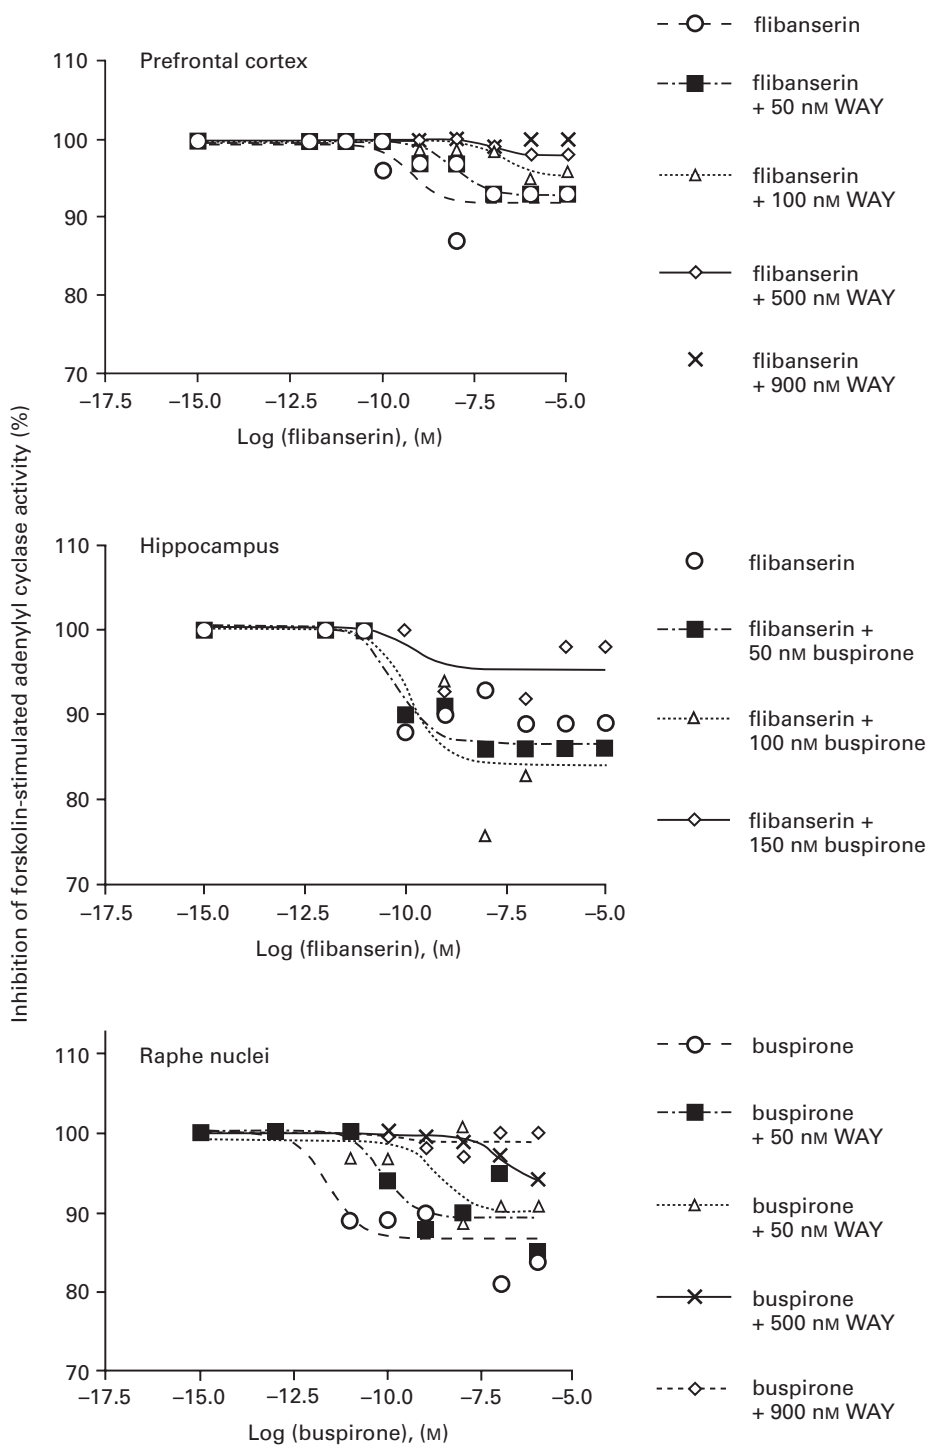 Inhibition of forskolin-stimulated adenylyl cyclase activity (%)
Prefrontal cortex
110
100
90
80
70
−17.5 −15.0 −12.5 −10.0 −7.5 −5.0
Log (flibanserin), (M)
flibanserin
flibanserin
+ 50 nM WAY
flibanserin
+ 100 nM WAY
flibanserin
+ 500 nM WAY
flibanserin
+ 900 nM WAY
Hippocampus
110
100
90
80
70
−17.5 −15.0 −12.5 −10.0 −7.5 −5.0
Log (flibanserin), (M)
flibanserin
flibanserin +
50 nM buspirone
flibanserin +
100 nM buspirone
flibanserin +
150 nM buspirone
Raphe nuclei
110
100
90
80
70
−17.5 −15.0 −12.5 −10.0 −7.5 −5.0
Log (buspirone), (M)
buspirone
buspirone
+ 50 nM WAY
buspirone
+ 50 nM WAY
buspirone
+ 500 nM WAY
buspirone
+ 900 nM WAY